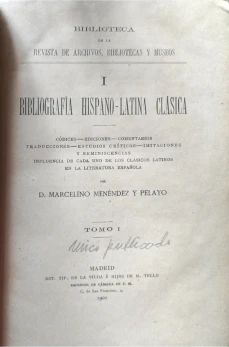 BIBLIOTECA
DE LA
REVISTA DE ARCHIVOS, BIBLIOTECAS Y MUSEOS
I
BIBLIOGRAFÍA HISPANO-LATINA CLÁSICA
CÓDICES—EDICIONES—COMENTARIOS
TRADUCCIONES—ESTUDIOS CRÍTICOS—IMITACIONES
Y REMINISCENCIAS
INFLUENCIA DE CADA UNO DE LOS CLÁSICOS LATINOS
EN LA LITERATURA ESPAÑOLA
POR
D. MARCELINO MENÉNDEZ Y PELAYO
TOMO I
único publicado
MADRID
EST. TIP. DE LA VIUDA É HIJOS DE M. TELLO
IMPRESOR DE CÁMARA DE S. M.
C. de San Francisco, 4
1902